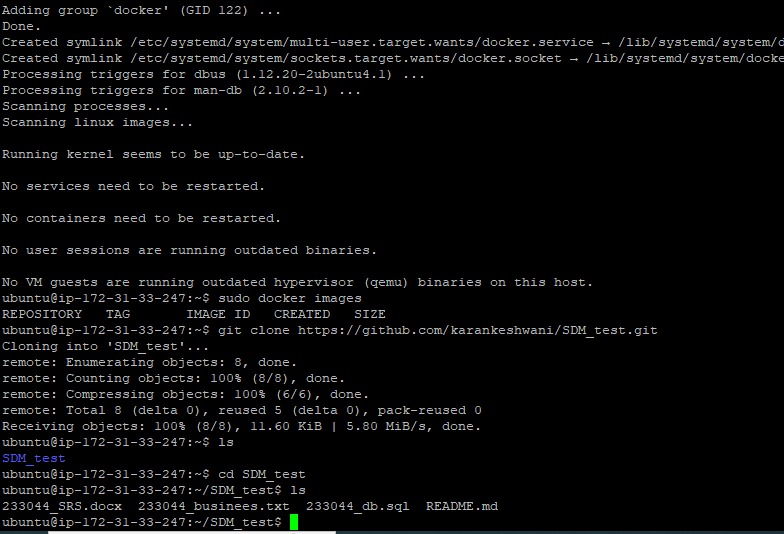 Adding group `docker' (GID 122) ...
Done.
Created symlink /etc/systemd/system/multi-user.target.wants/docker.service → /lib/systemd/system/d
Created symlink /etc/systemd/system/sockets.target.wants/docker.socket → /lib/systemd/system/docke
Processing triggers for dbus (1.12.20-2ubuntu4.1) ...
Processing triggers for man-db (2.10.2-1) ...
Scanning processes...
Scanning linux images...
Running kernel seems to be up-to-date.
No services need to be restarted.
No containers need to be restarted.
No user sessions are running outdated binaries.
No VM guests are running outdated hypervisor (qemu) binaries on this host.
ubuntu@ip-172-31-33-247:~$ sudo docker images
REPOSITORY   TAG       IMAGE ID   CREATED   SIZE
ubuntu@ip-172-31-33-247:~$ git clone https://github.com/karankeshwani/SDM_test.git
Cloning into 'SDM_test'...
remote: Enumerating objects: 8, done.
remote: Counting objects: 100% (8/8), done.
remote: Compressing objects: 100% (6/6), done.
remote: Total 8 (delta 0), reused 5 (delta 0), pack-reused 0
Receiving objects: 100% (8/8), 11.60 KiB | 5.80 MiB/s, done.
ubuntu@ip-172-31-33-247:~$ ls
SDM_test
ubuntu@ip-172-31-33-247:~$ cd SDM_test
ubuntu@ip-172-31-33-247:~/SDM_test$ ls
233044_SRS.docx  233044_businees.txt  233044_db.sql  README.md
ubuntu@ip-172-31-33-247:~/SDM_test$